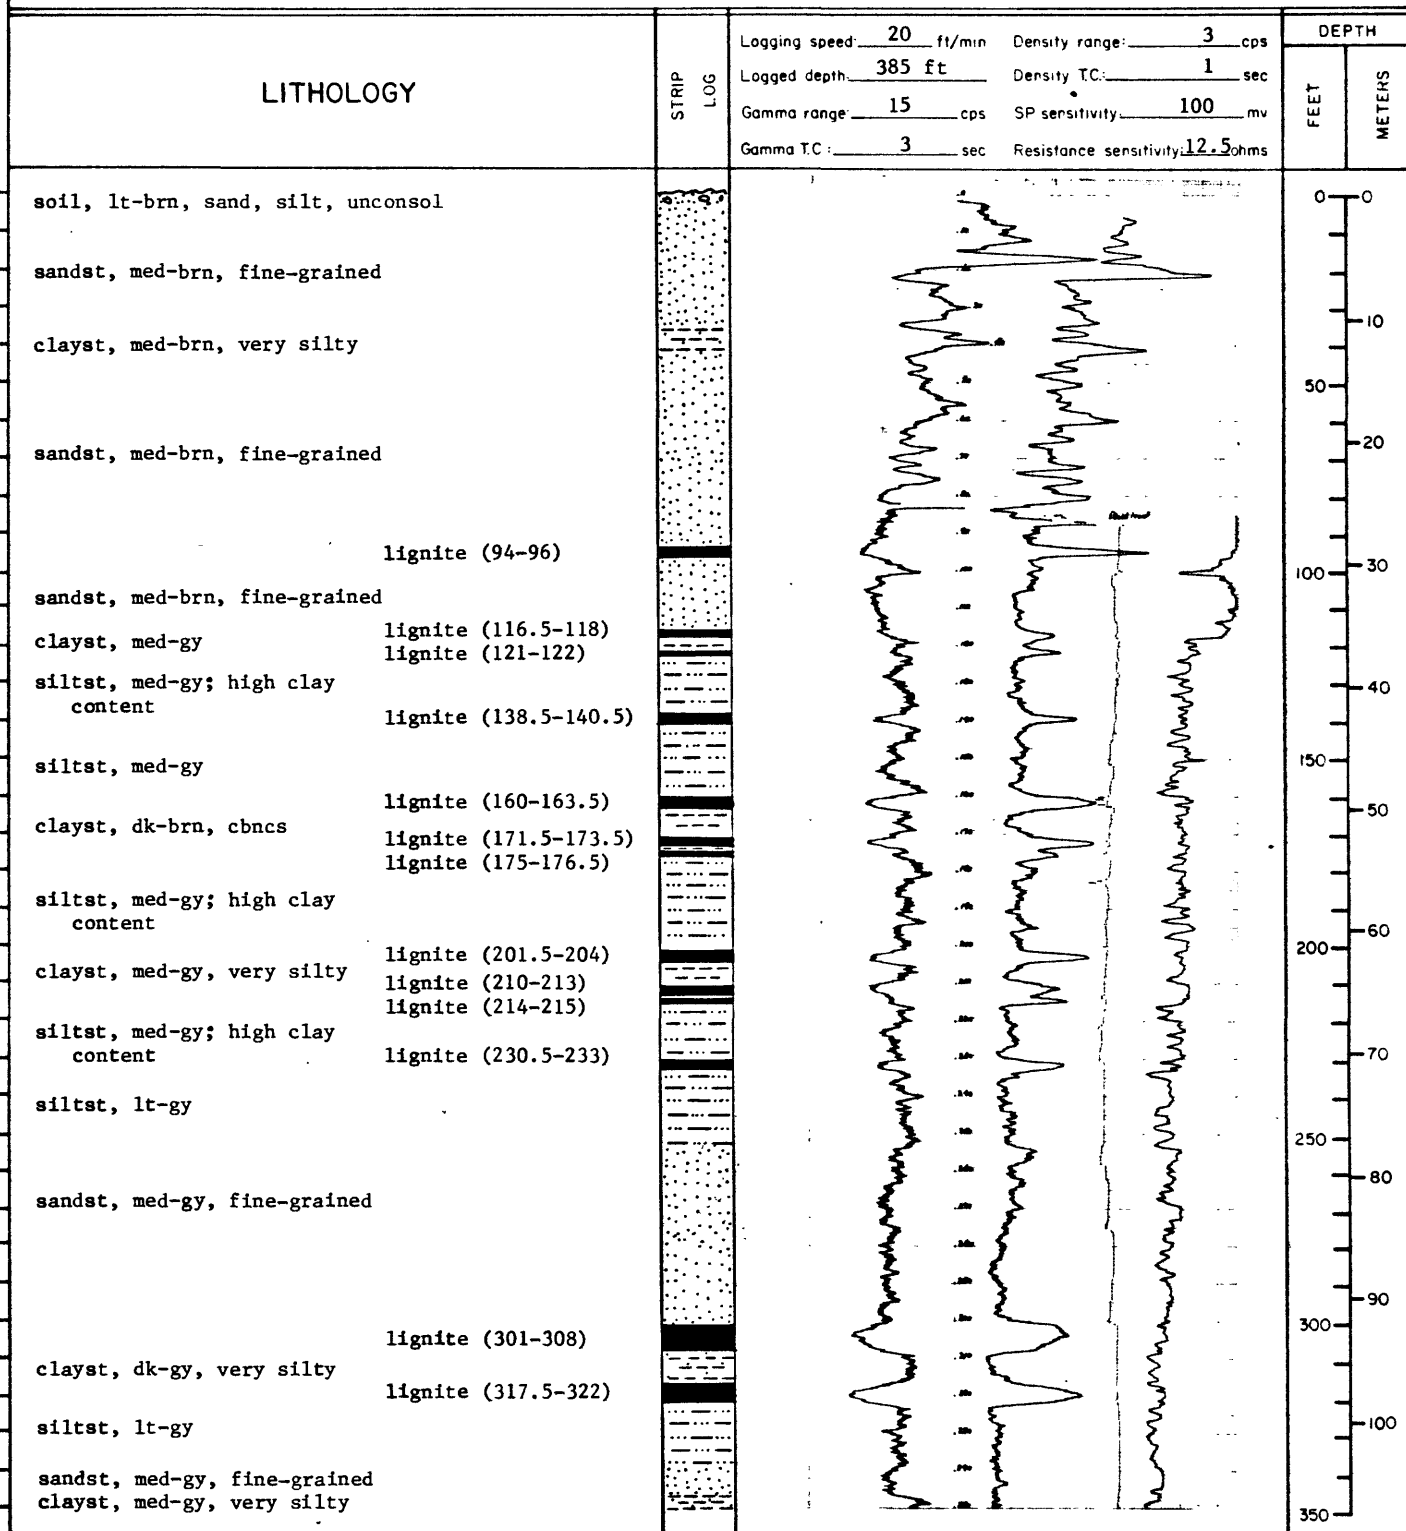 LITHOLOGY
STRIP LOG
Logging speed: 20 ft/min
Density range: 3 cps
Logged depth: 385 ft
Density T.C.: 1 sec
Gamma range: 15 cps
SP sensitivity: 100 mv
Gamma T.C: 3 sec
Resistance sensitivity: 12.5 ohms
DEPTH
FEET
METERS
soil, lt-brn, sand, silt, unconsol
sandst, med-brn, fine-grained
clayst, med-brn, very silty
sandst, med-brn, fine-grained
lignite (94-96)
sandst, med-brn, fine-grained
lignite (116.5-118)
clayst, med-gy
lignite (121-122)
siltst, med-gy; high clay
content
lignite (138.5-140.5)
siltst, med-gy
lignite (160-163.5)
clayst, dk-brn, cbncs
lignite (171.5-173.5)
lignite (175-176.5)
siltst, med-gy; high clay
content
lignite (201.5-204)
clayst, med-gy, very silty
lignite (210-213)
lignite (214-215)
siltst, med-gy; high clay
content
lignite (230.5-233)
siltst, lt-gy
sandst, med-gy, fine-grained
lignite (301-308)
clayst, dk-gy, very silty
lignite (317.5-322)
siltst, lt-gy
sandst, med-gy, fine-grained
clayst, med-gy, very silty
0
50
100
150
200
250
300
350
0
10
20
30
40
50
60
70
80
90
100